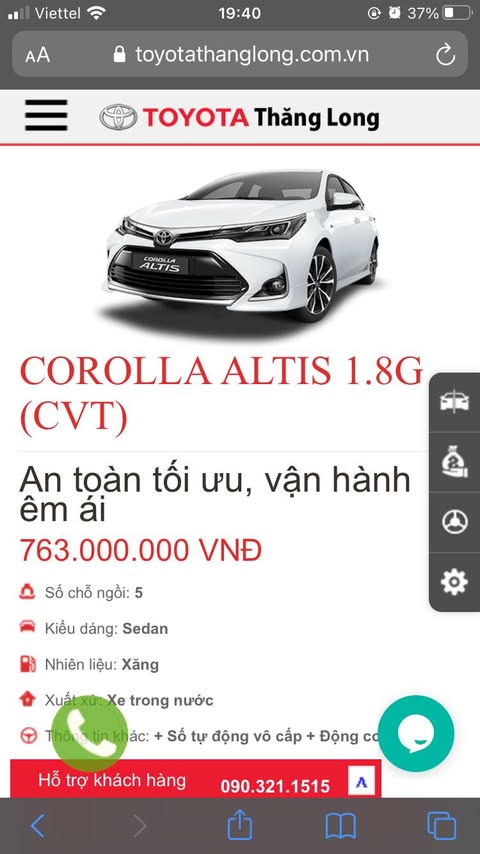 Viettel 19:40 37%
AA toyotathanglong.com.vn
TOYOTA Thăng Long
COROLLA
ALTIS
COROLLA ALTIS 1.8G
(CVT)
An toàn tối ưu, vận hành
êm ái
763.000.000 VNĐ
Số chỗ ngồi: 5
Kiểu dáng: Sedan
Nhiên liệu: Xăng
Xuất xứ: Xe trong nước
Thông tin khác: + Số tự động vô cấp + Động cơ
Hỗ trợ khách hàng 090.321.1515